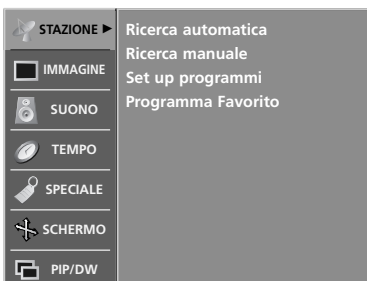 STAZIONE ►
IMMAGINE
SUONO
TEMPO
SPECIALE
SCHERMO
PIP/DW
Ricerca automatica
Ricerca manuale
Set up programmi
Programma Favorito